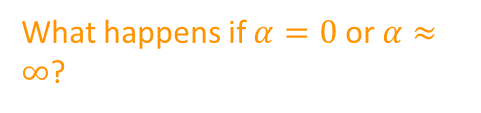 What happens if 𝛼 = 0 or 𝛼 ≈
∞?